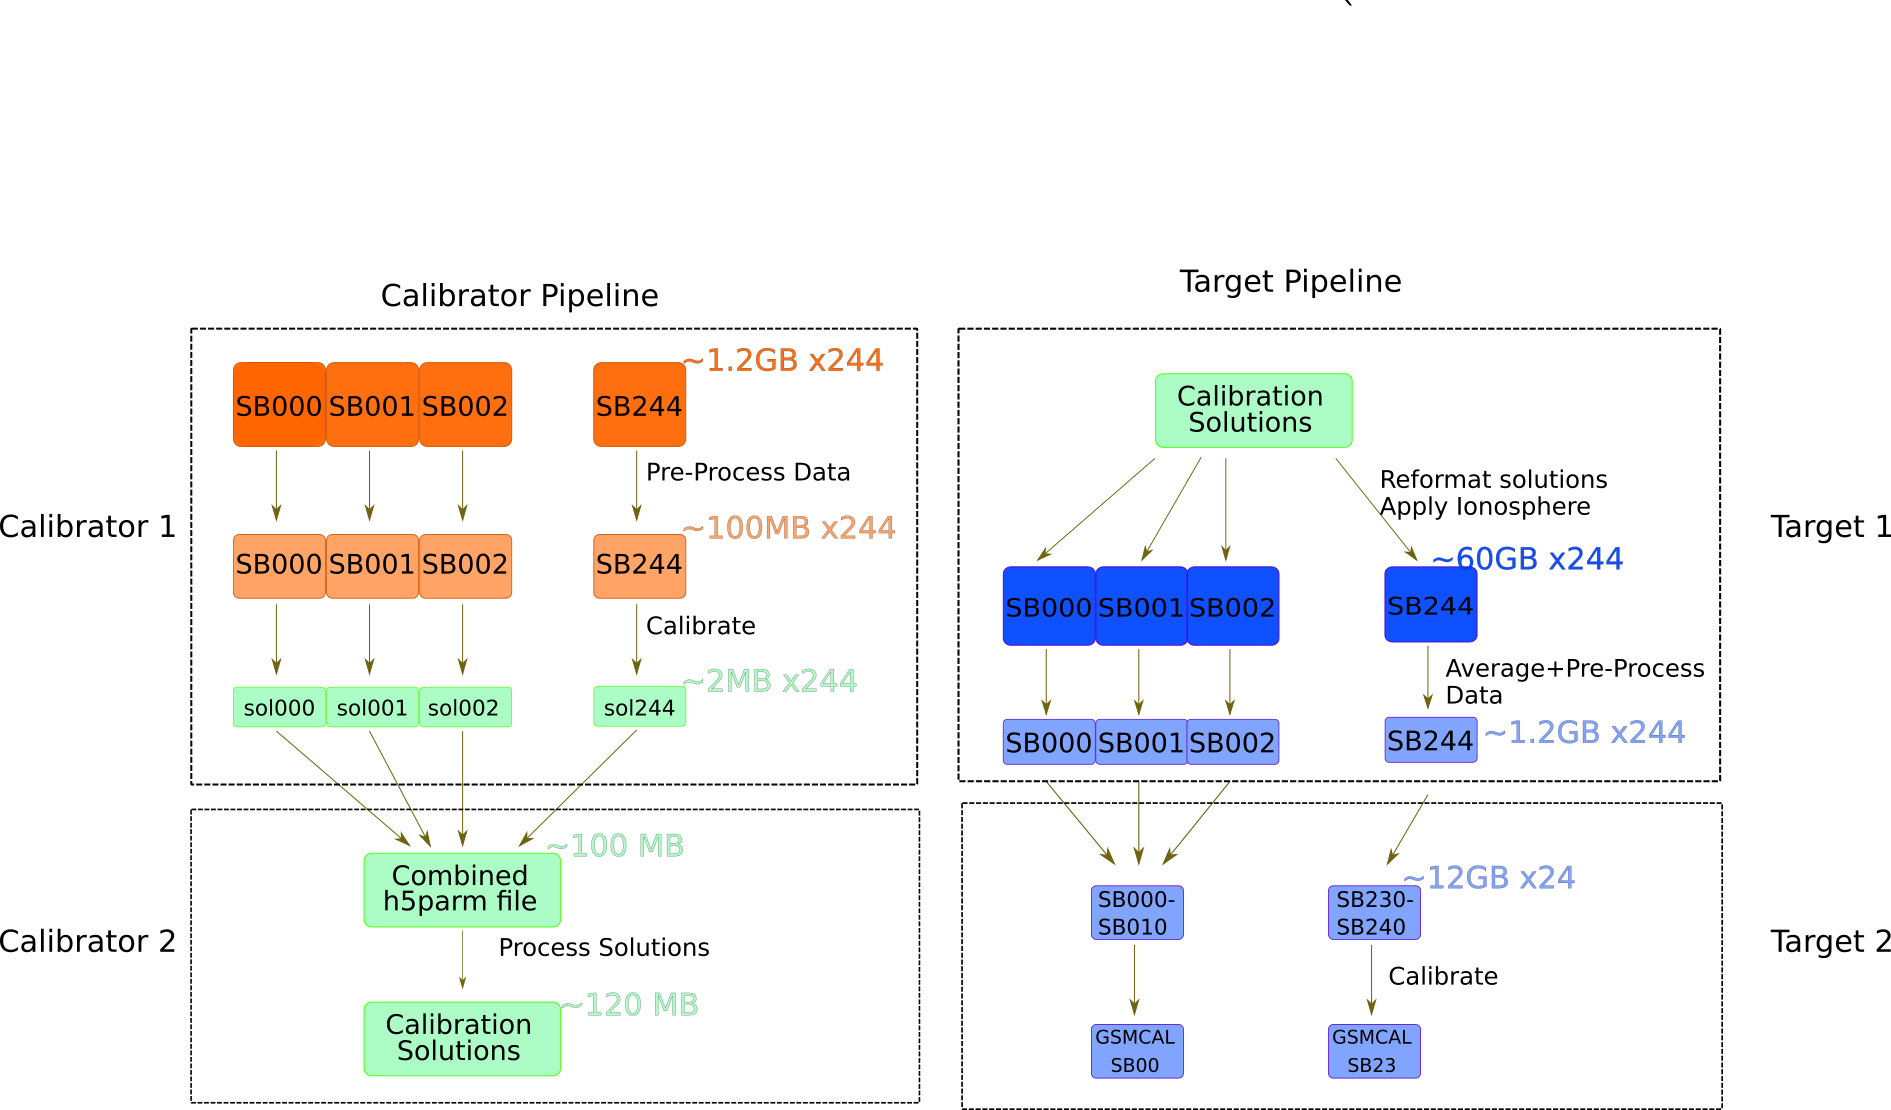 Calibrator Pipeline
SB000 SB001 SB002 SB244 ~1.2GB x244
Pre-Process Data
Calibrator 1
SB000 SB001 SB002 SB244 ~100MB x244
Calibrate
sol000 sol001 sol002 sol244 ~2MB x244
Calibrator 2
~100 MB
Combined
h5parm file
Process Solutions
~120 MB
Calibration
Solutions
Target Pipeline
Calibration
Solutions
Reformat solutions
Apply Ionosphere
Target 1
~60GB x244
SB000 SB001 SB002 SB244
Average+Pre-Process
Data
SB000 SB001 SB002 SB244 ~1.2GB x244
Target 2
~12GB x24
SB000- SB230-
SB010 SB240
Calibrate
GSMCAL GSMCAL
SB00 SB23